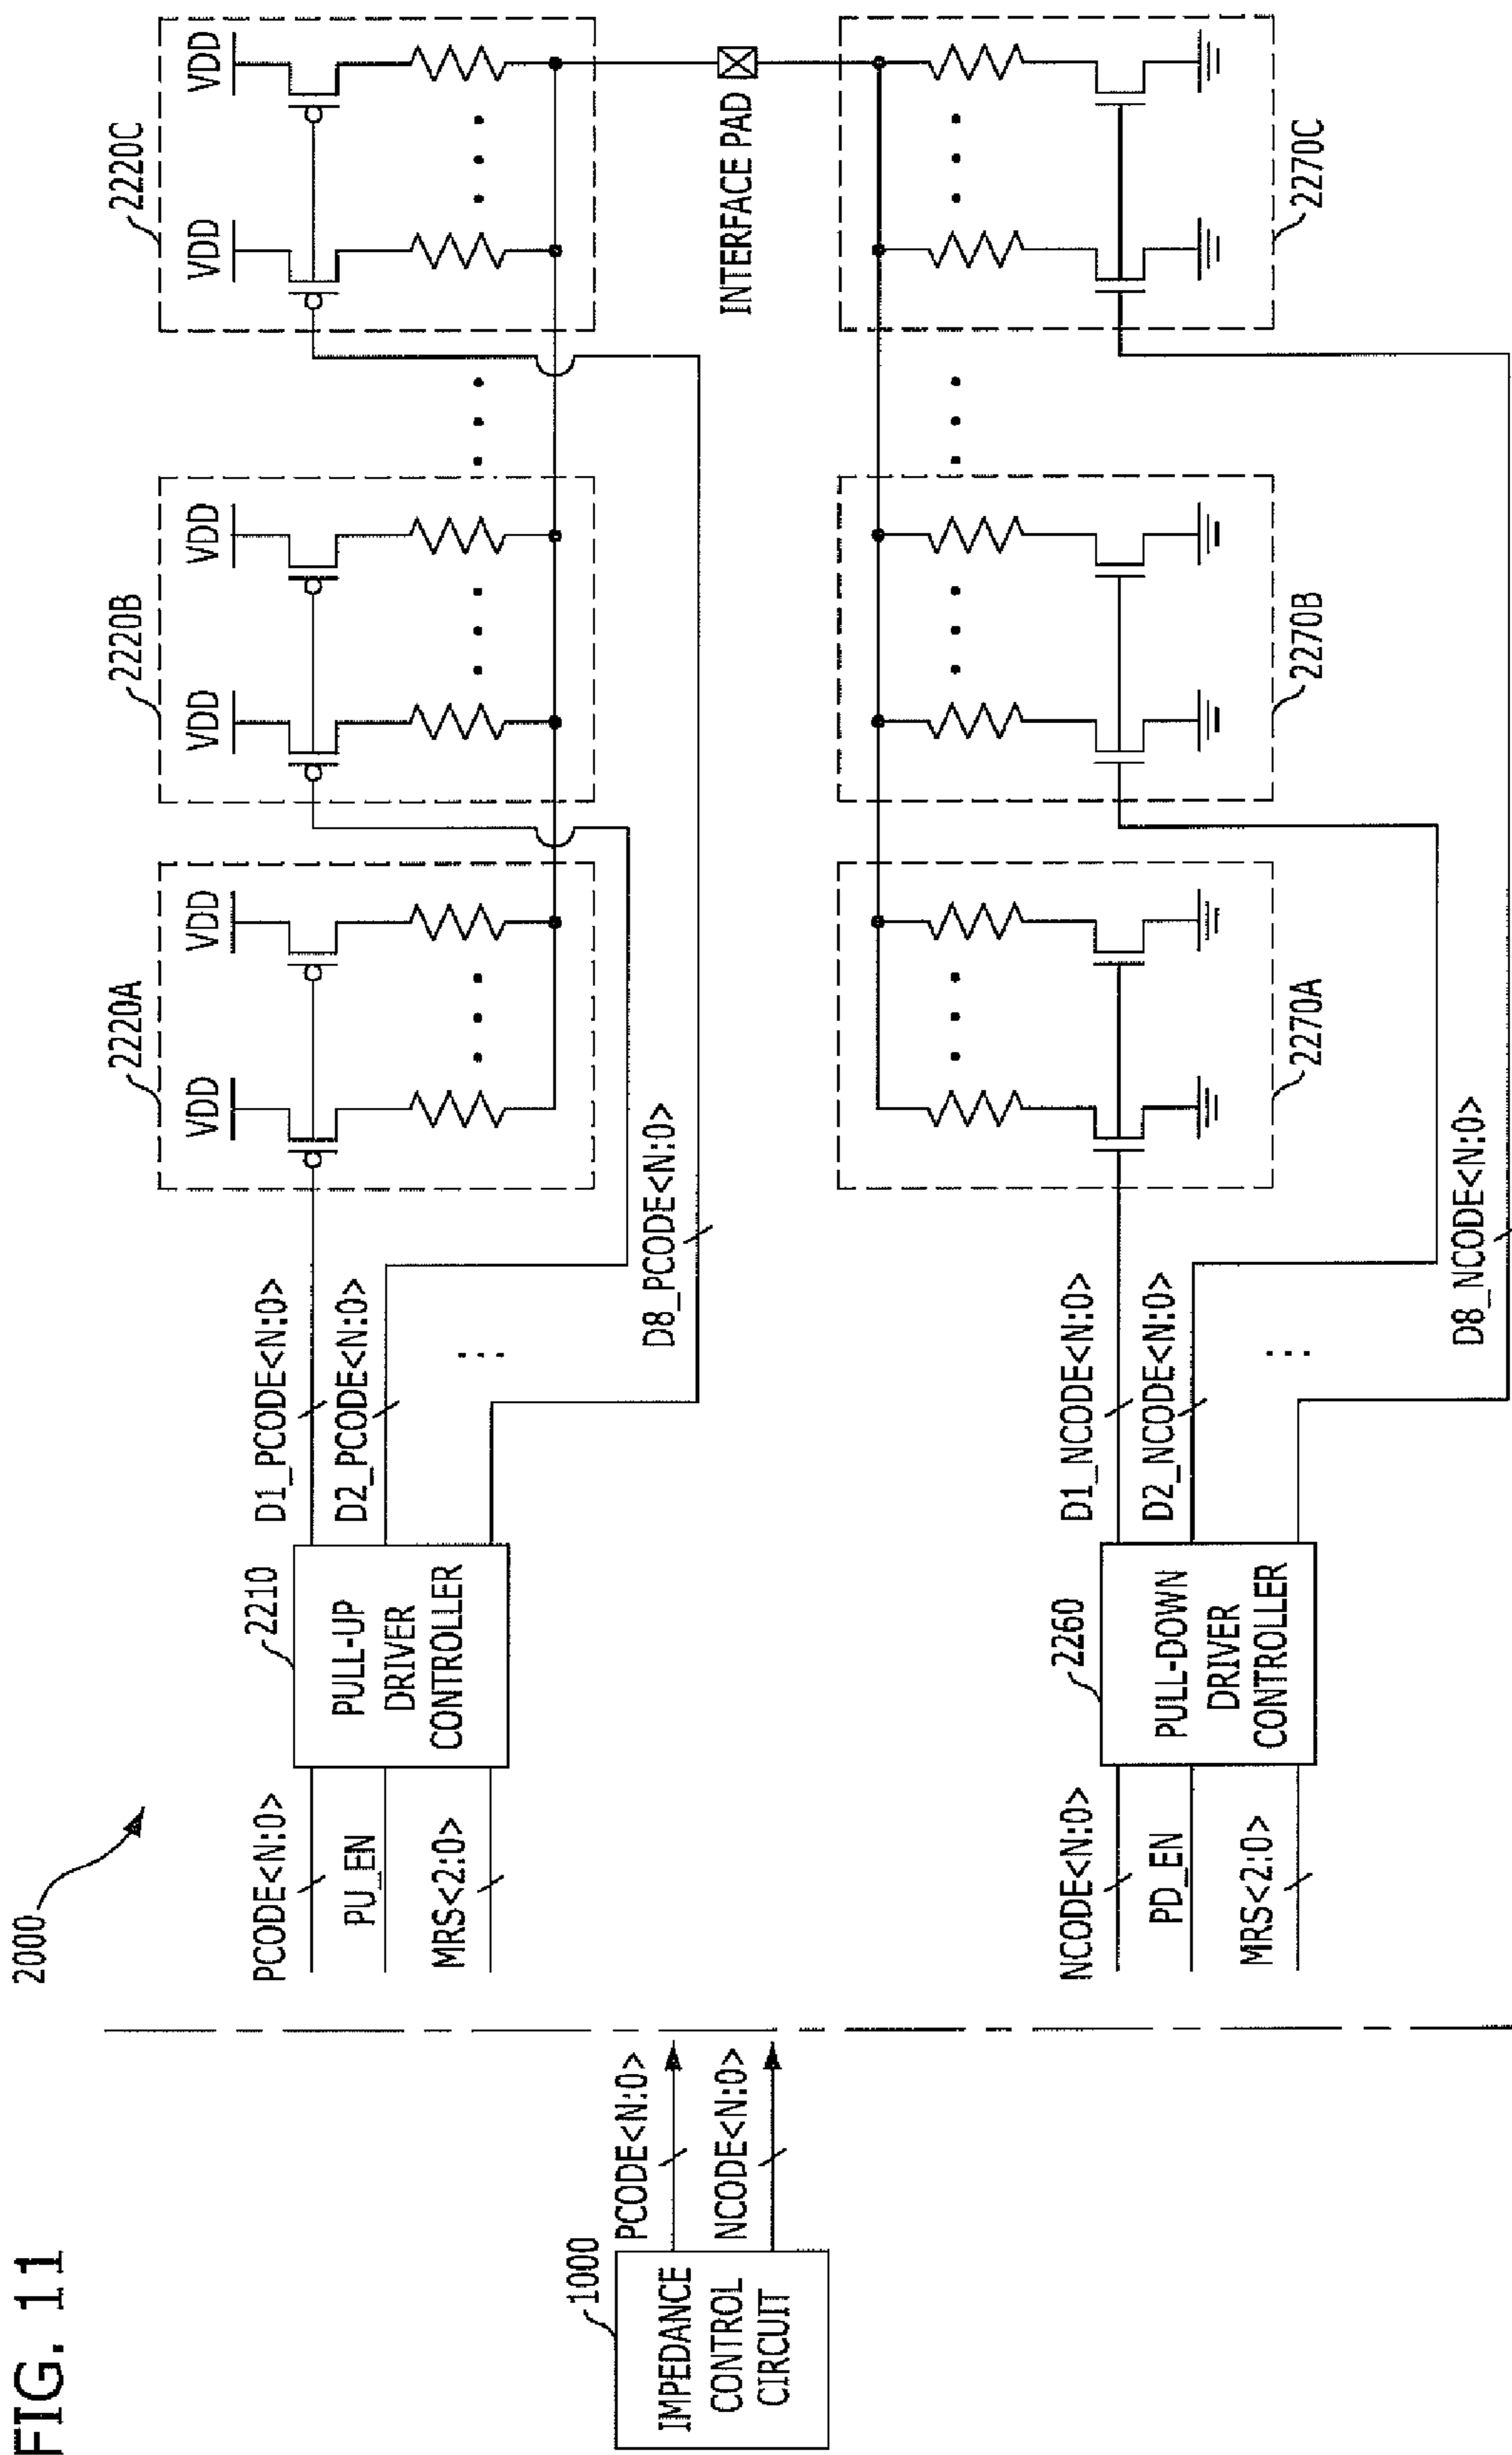 FIG. 11
2000
1000
IMPEDANCE
CONTROL
CIRCUIT
PCODE<N:0>
NCODE<N:0>
PCODE<N:0>
PU_EN
MRS<2:0>
2210
PULL-UP
DRIVER
CONTROLLER
D1_PCODE<N:0>
D2_PCODE<N:0>
...
D8_PCODE<N:0>
2220A
VDD
VDD
2220B
VDD
VDD
2220C
VDD
VDD
INTERFACE PAD
NCODE<N:0>
PD_EN
MRS<2:0>
2260
PULL-DOWN
DRIVER
CONTROLLER
D1_NCODE<N:0>
D2_NCODE<N:0>
...
D8_NCODE<N:0>
2270A
2270B
2270C